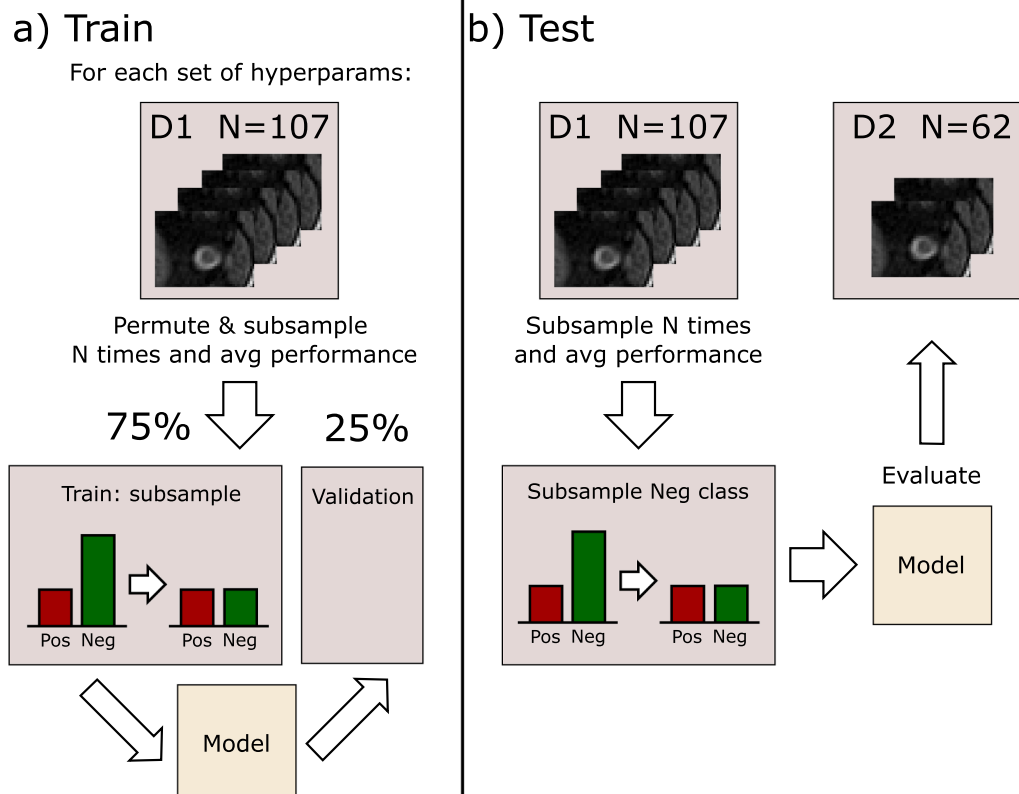 a) Train
For each set of hyperparams:
D1 N=107
Permute & subsample
N times and avg performance
75%
25%
Train: subsample
Pos Neg
Pos Neg
Validation
Model
b) Test
D1 N=107
D2 N=62
Subsample N times
and avg performance
Subsample Neg class
Pos Neg
Pos Neg
Evaluate
Model